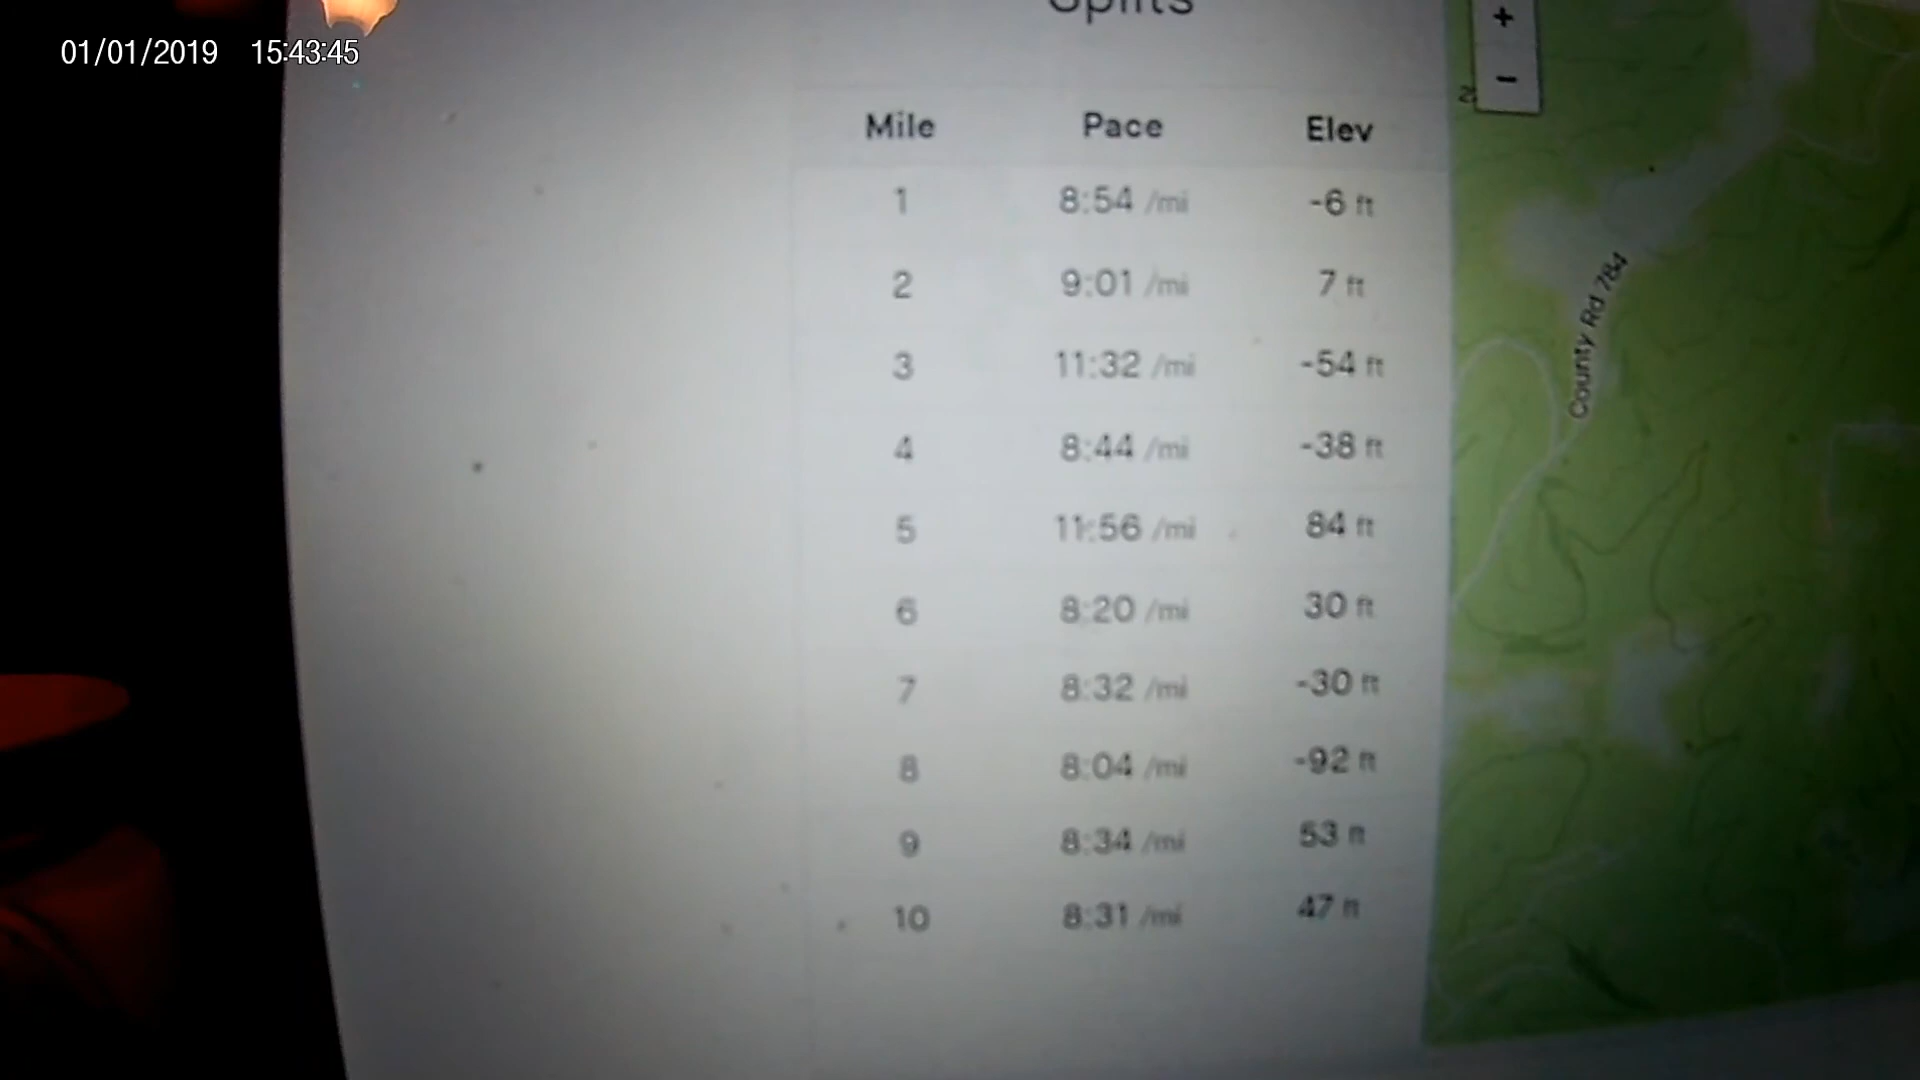 01/01/2019 15:43:45
Splits
+
-
Mile Pace Elev
1 8:54 /mi -6 ft
2 9:01 /mi 7 ft
3 11:32 /mi -54 ft
4 8:44 /mi -38 ft
5 11:56 /mi 84 ft
6 8:20 /mi 30 ft
7 8:32 /mi -30 ft
8 8:04 /mi -92 ft
9 8:34 /mi 53 ft
10 8:31 /mi 47 ft
County Rd 784